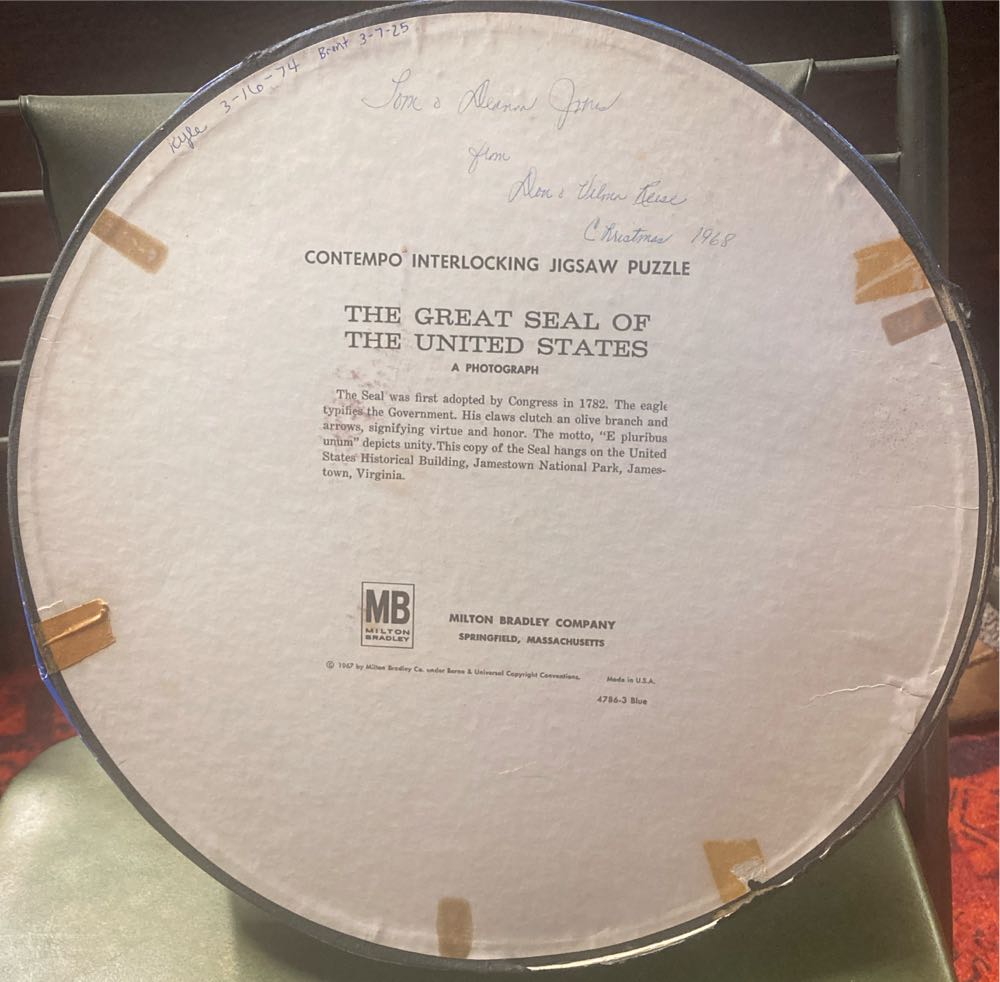 Kyle 3-16-74 Brent 3-7-25
Tom & Deanna Jones
from
Don & Vilma Reise
Christmas 1968
CONTEMPO INTERLOCKING JIGSAW PUZZLE
THE GREAT SEAL OF
THE UNITED STATES
A PHOTOGRAPH
The Seal was first adopted by Congress in 1782. The eagle
typifies the Government. His claws clutch an olive branch and
arrows, signifying virtue and honor. The motto, “E pluribus
unum” depicts unity. This copy of the Seal hangs on the United
States Historical Building, Jamestown National Park, James-
town, Virginia.
MB
MILTON
BRADLEY
MILTON BRADLEY COMPANY
SPRINGFIELD, MASSACHUSETTS
© 1967 by Milton Bradley Co. under Berne & Universal Copyright Conventions. Made in U.S.A.
4786-3 Blue